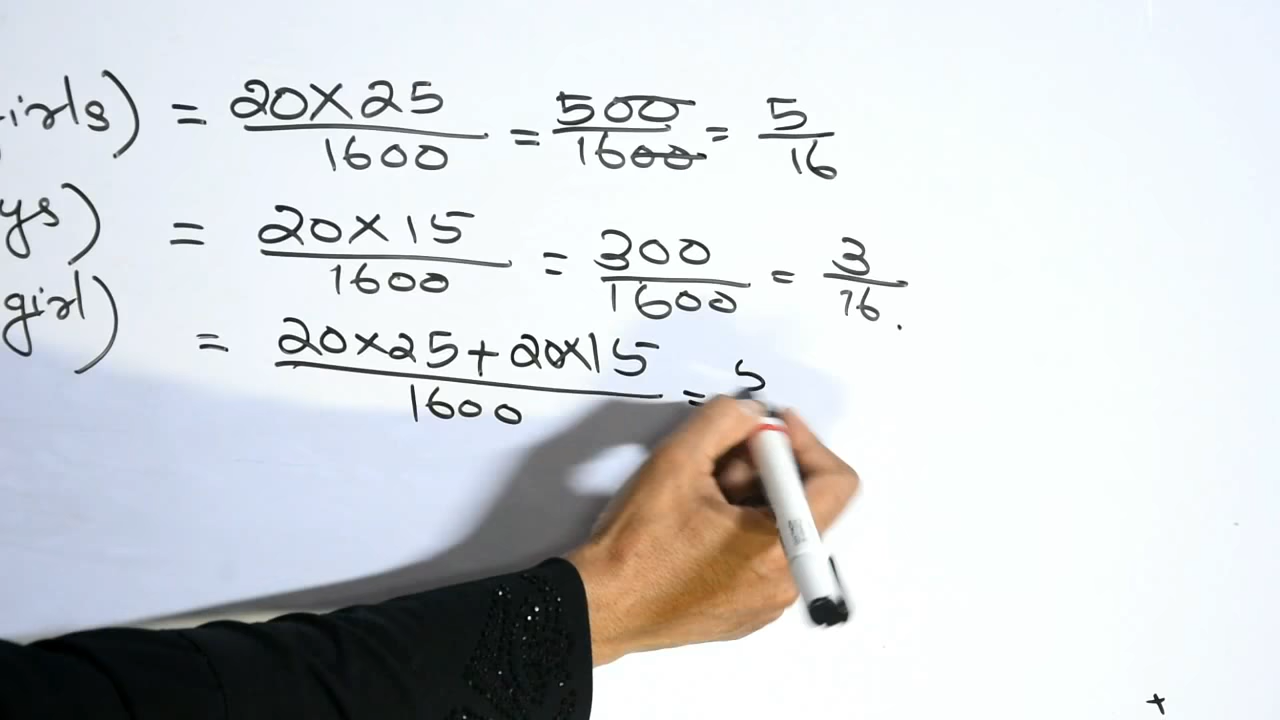 irls) = 20×25/1600 = 500/1600 = 5/16
ys) = 20×15/1600 = 300/1600 = 3/16.
girl) = 20×25+20×15/1600 = 5
+